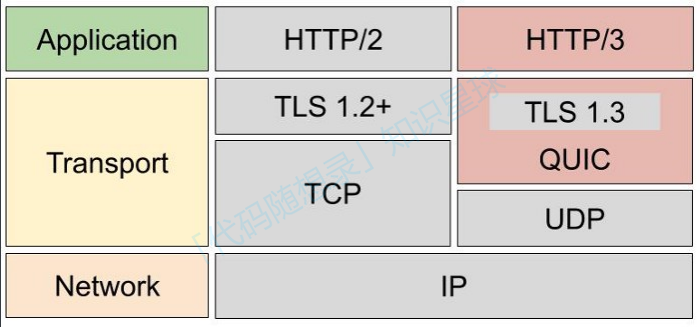 Application
HTTP/2
HTTP/3
Transport
TLS 1.2+
TLS 1.3
QUIC
TCP
UDP
Network
IP
「代码随想录」知识星球